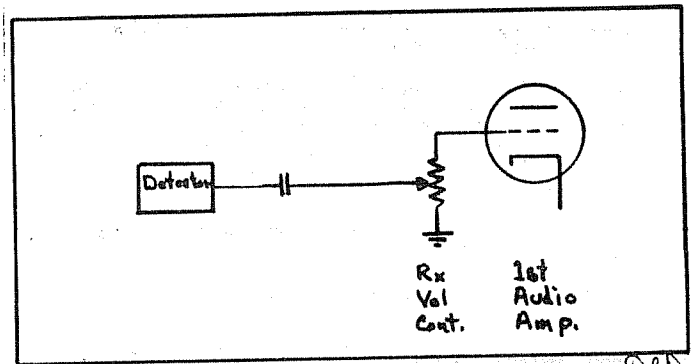 Detector
Rx
Vol
Cont.
1st
Audio
Amp.